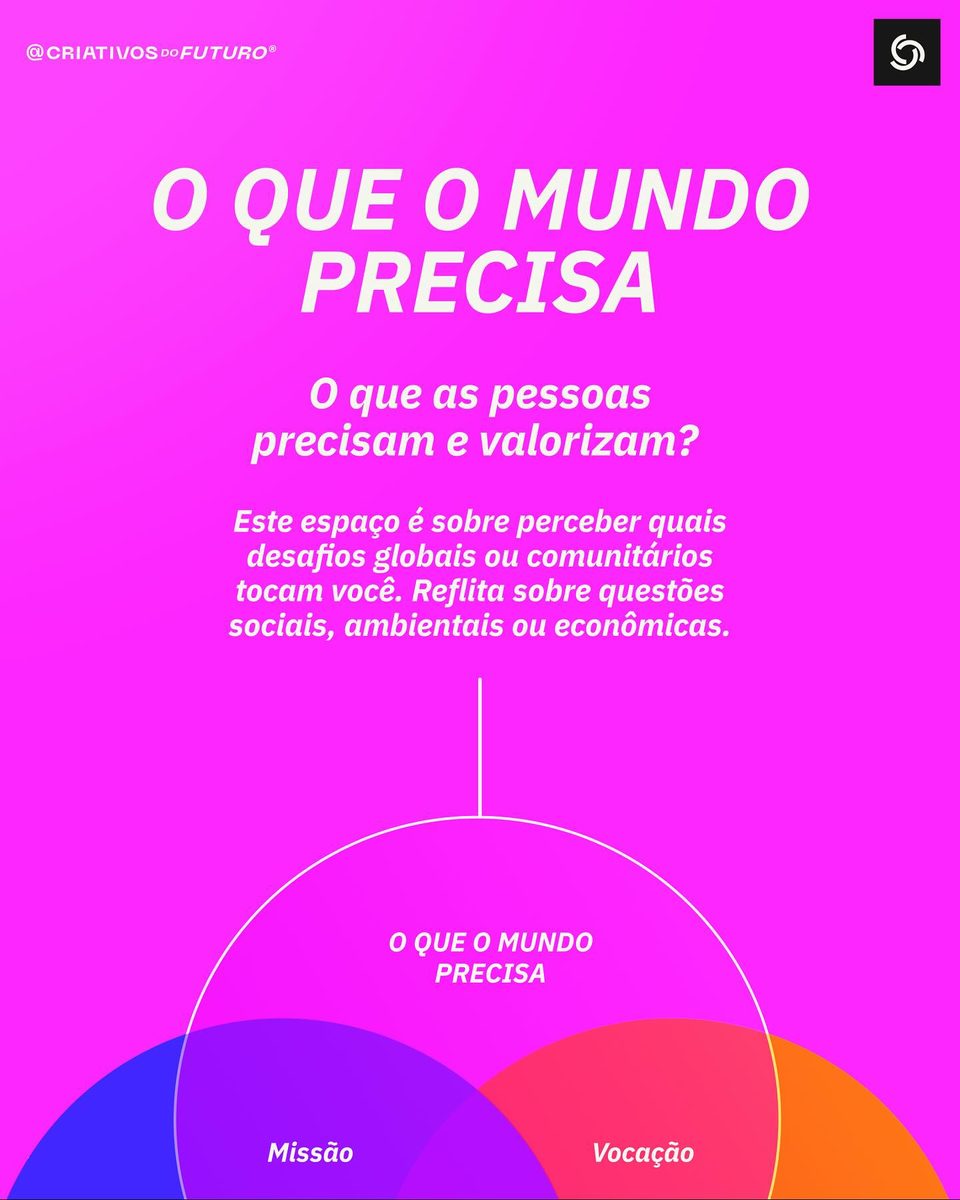 @CRIATIVOS DO FUTURO®
O QUE O MUNDO
PRECISA
O que as pessoas
precisam e valorizam?
Este espaço é sobre perceber quais
desafios globais ou comunitários
tocam você. Reflita sobre questões
sociais, ambientais ou econômicas.
O QUE O MUNDO
PRECISA
Missão
Vocação